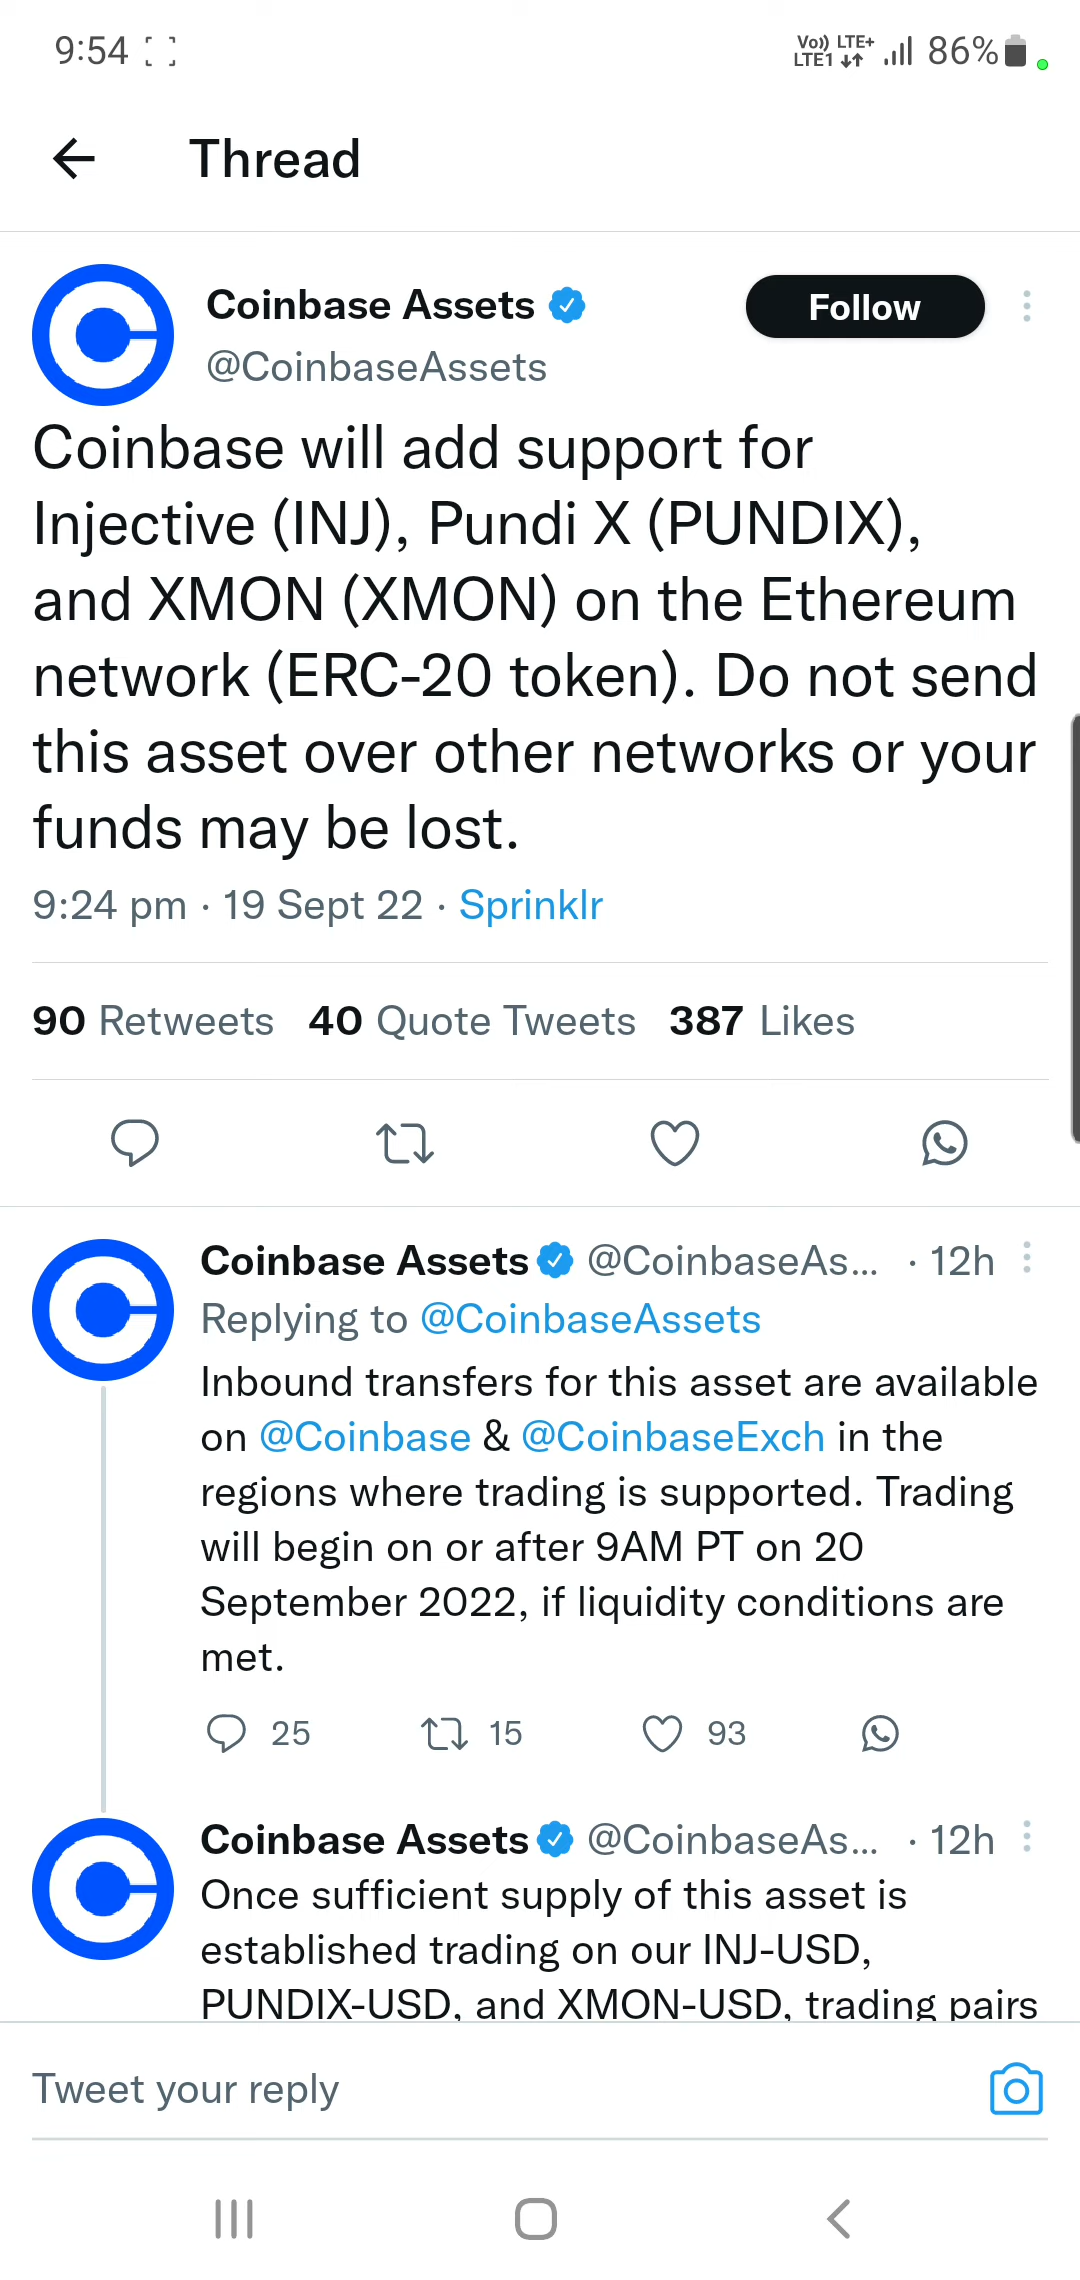 9:54
Vo)) LTE+
LTE1
86%
Thread
Coinbase Assets
Follow
@CoinbaseAssets
Coinbase will add support for
Injective (INJ), Pundi X (PUNDIX),
and XMON (XMON) on the Ethereum
network (ERC-20 token). Do not send
this asset over other networks or your
funds may be lost.
9:24 pm · 19 Sept 22 · Sprinklr
90 Retweets 40 Quote Tweets 387 Likes
Coinbase Assets @CoinbaseAs... · 12h
Replying to @CoinbaseAssets
Inbound transfers for this asset are available
on @Coinbase & @CoinbaseExch in the
regions where trading is supported. Trading
will begin on or after 9AM PT on 20
September 2022, if liquidity conditions are
met.
25 15 93
Coinbase Assets @CoinbaseAs... · 12h
Once sufficient supply of this asset is
established trading on our INJ-USD,
PUNDIX-USD, and XMON-USD, trading pairs
Tweet your reply